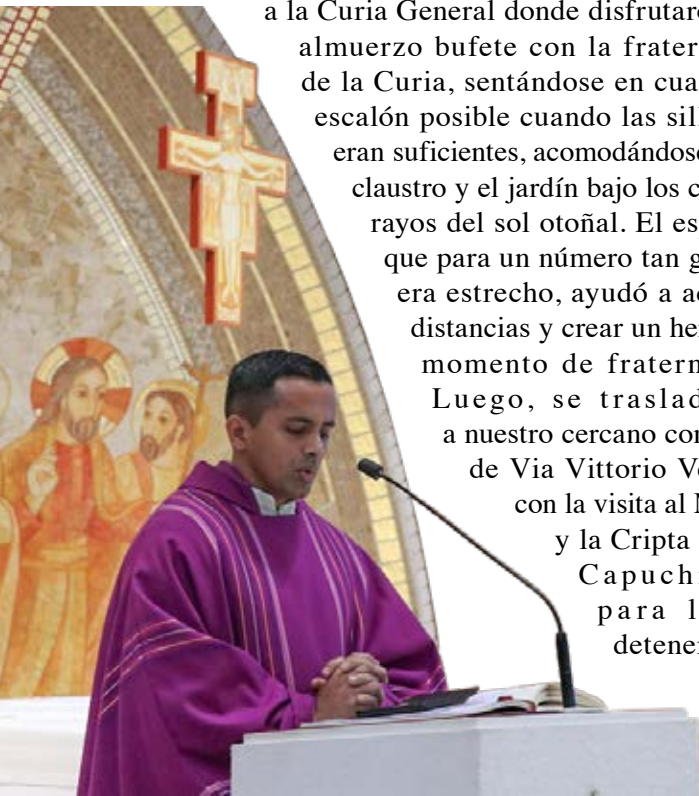 a la Curia General donde disfrutar
almuerzo bufete con la frater
de la Curia, sentándose en cua
escalón posible cuando las sil
eran suficientes, acomodándos
claustro y el jardín bajo los c
rayos del sol otoñal. El es
que para un número tan g
era estrecho, ayudó a a
distancias y crear un he
momento de fratern
Luego, se traslad
a nuestro cercano co
de Via Vittorio V
con la visita al
y la Cripta
Capuch
para l
detene